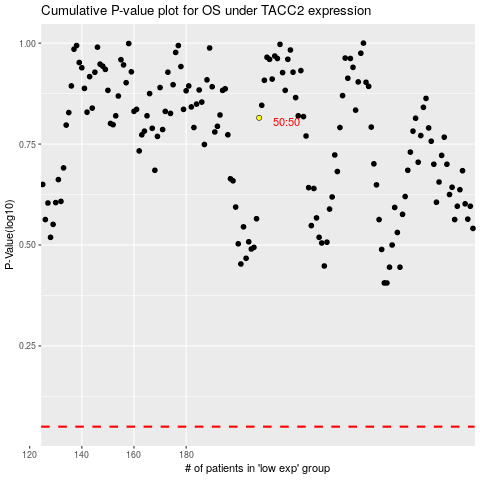 Cumulative P-value plot for OS under TACC2 expression
1.00
0.75
0.50
0.25
P-Value(log10)
50:50
120 140 160 180
# of patients in 'low exp' group